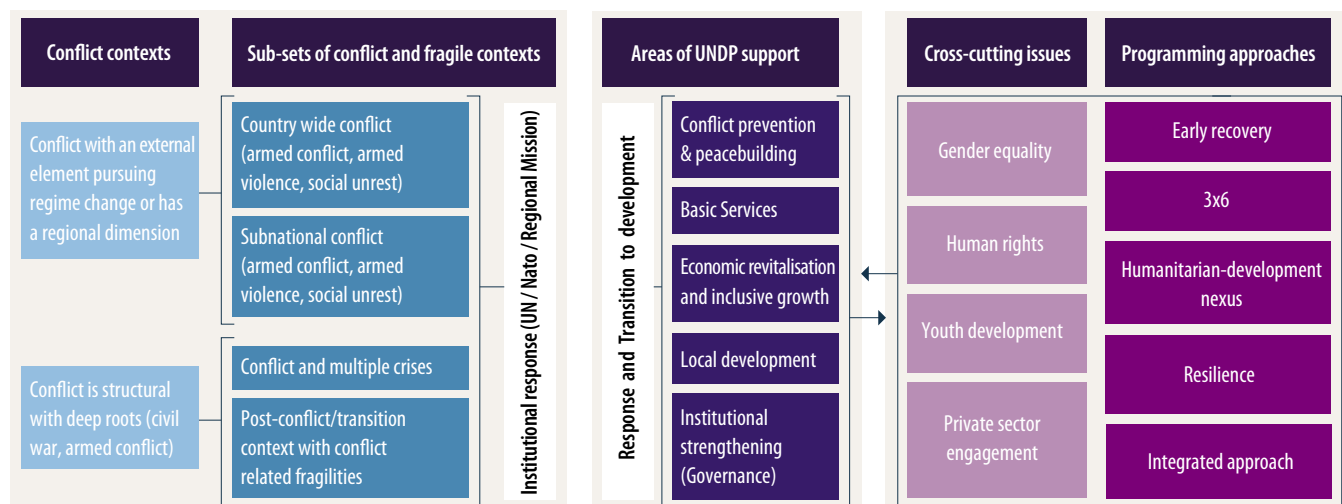 Conflict contexts
Sub-sets of conflict and fragile contexts
Areas of UNDP support
Cross-cutting issues
Programming approaches
Conflict with an external
element pursuing
regime change or has
a regional dimension
Conflict is structural
with deep roots (civil
war, armed conflict)
Country wide conflict
(armed conflict, armed
violence, social unrest)
Subnational conflict
(armed conflict, armed
violence, social unrest)
Conflict and multiple crises
Post-conflict/transition
context with conflict
related fragilities
Institutional response (UN / Nato / Regional Mission)
Response and Transition to development
Conflict prevention
& peacebuilding
Basic Services
Economic revitalisation
and inclusive growth
Local development
Institutional
strengthening
(Governance)
Gender equality
Human rights
Youth development
Private sector
engagement
Early recovery
3x6
Humanitarian-development
nexus
Resilience
Integrated approach